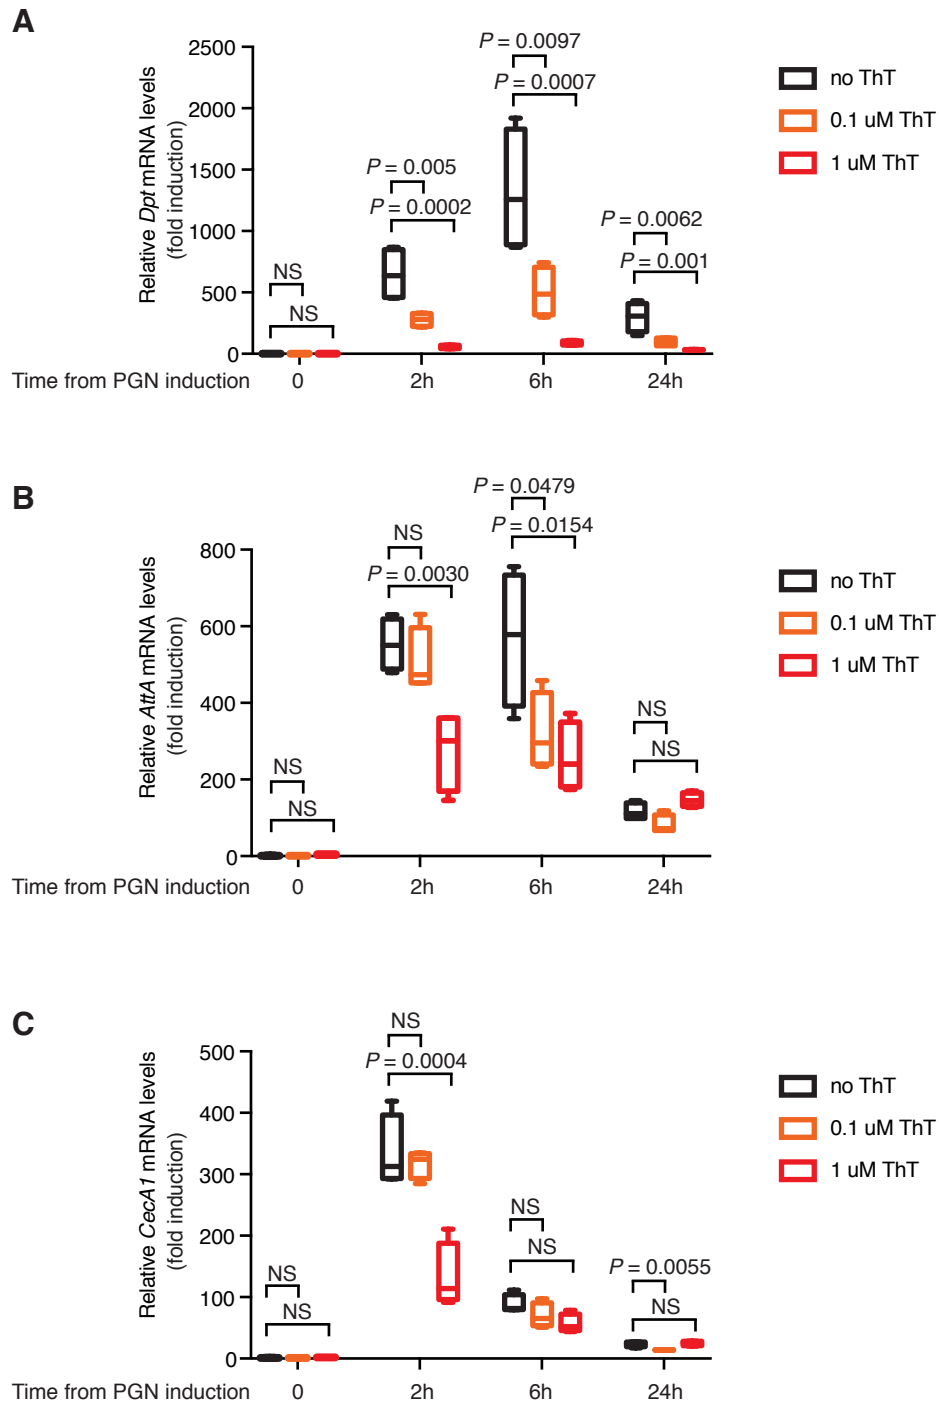 A
Relative Dpt mRNA levels
(fold induction)
2500
2000
1500
1000
500
0
P = 0.0097
P = 0.0007
P = 0.005
P = 0.0002
P = 0.0062
P = 0.001
NS
NS
no ThT
0.1 uM ThT
1 uM ThT
Time from PGN induction 0 2h 6h 24h
B
Relative AttA mRNA levels
(fold induction)
800
600
400
200
0
P = 0.0479
P = 0.0154
NS
P = 0.0030
NS
NS
NS
NS
no ThT
0.1 uM ThT
1 uM ThT
Time from PGN induction 0 2h 6h 24h
C
Relative CecA1 mRNA levels
(fold induction)
500
400
300
200
100
0
NS
P = 0.0004
NS
NS
P = 0.0055
NS
NS
NS
no ThT
0.1 uM ThT
1 uM ThT
Time from PGN induction 0 2h 6h 24h